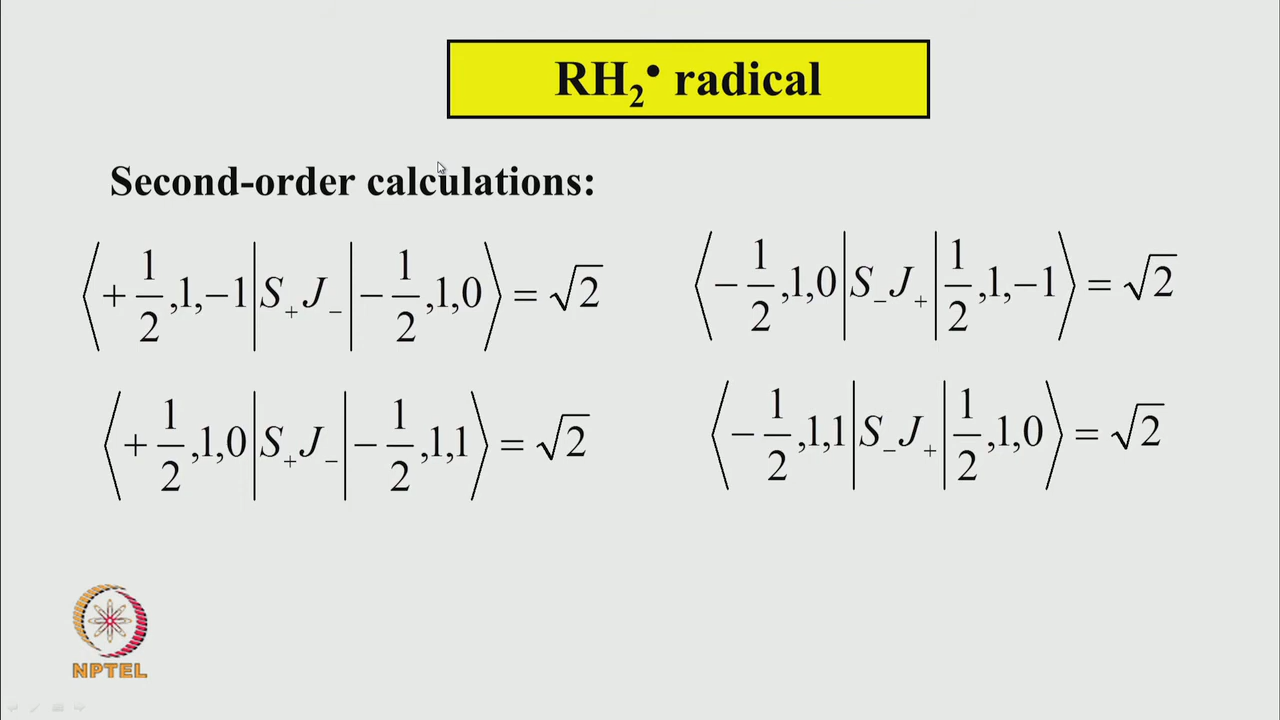 RH₂• radical
Second-order calculations:
⟨+1/2,1,−1|S₊J₋|−1/2,1,0⟩ = √2
⟨−1/2,1,0|S₋J₊|1/2,1,−1⟩ = √2
⟨+1/2,1,0|S₊J₋|−1/2,1,1⟩ = √2
⟨−1/2,1,1|S₋J₊|1/2,1,0⟩ = √2
NPTEL